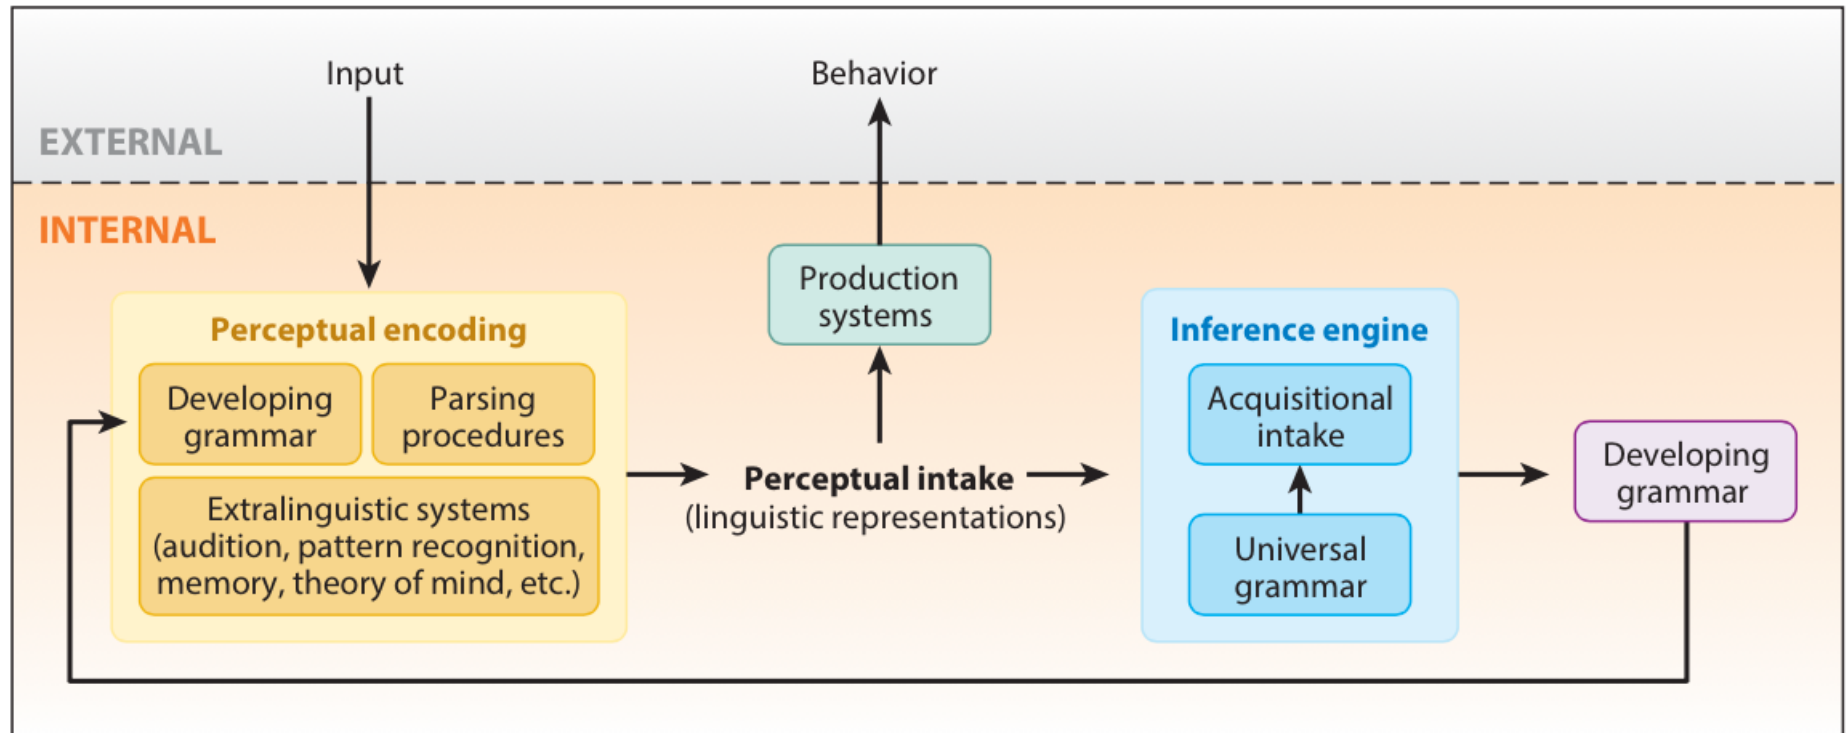 Input
Behavior
EXTERNAL
INTERNAL
Perceptual encoding
Developing
grammar
Parsing
procedures
Extralinguistic systems
(audition, pattern recognition,
memory, theory of mind, etc.)
Production
systems
Perceptual intake
(linguistic representations)
Inference engine
Acquisitional
intake
Universal
grammar
Developing
grammar